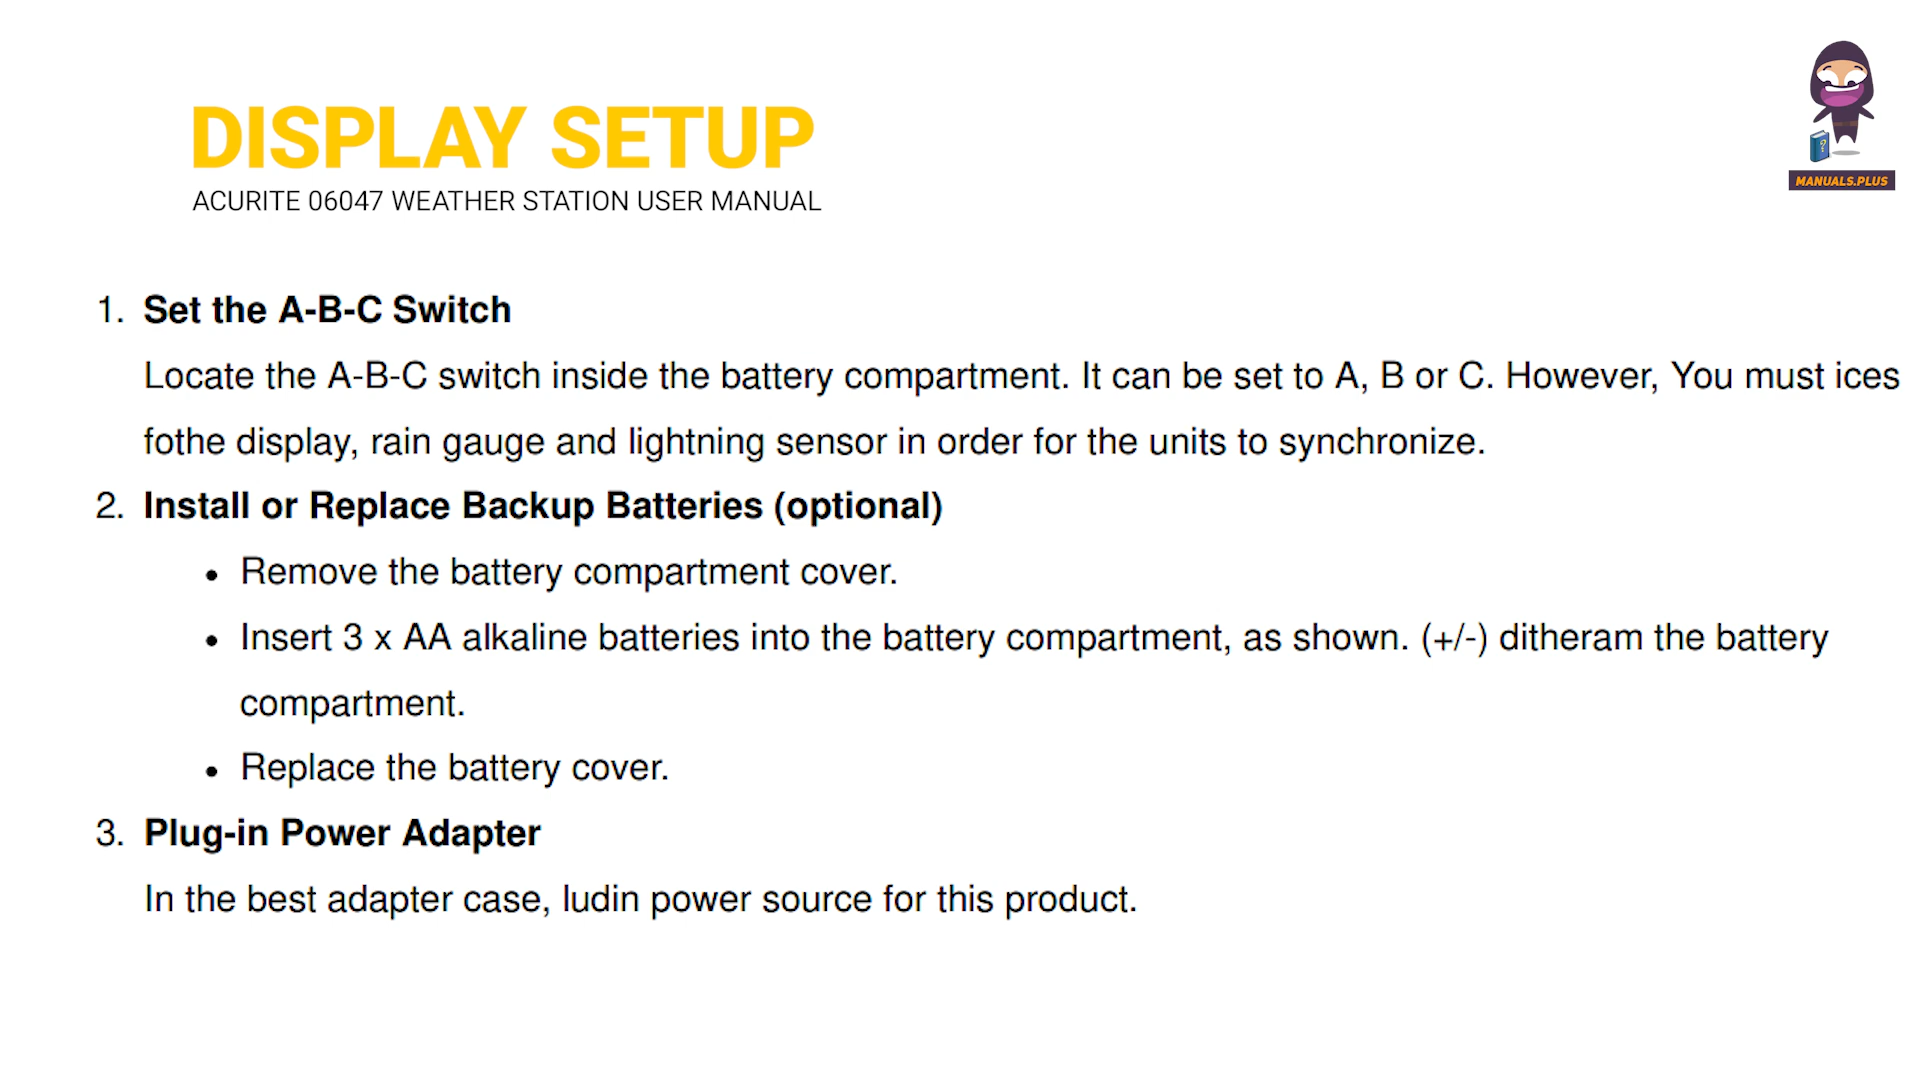 DISPLAY SETUP
ACURITE 06047 WEATHER STATION USER MANUAL
MANUALS.PLUS
1. Set the A-B-C Switch
Locate the A-B-C switch inside the battery compartment. It can be set to A, B or C. However, You must ices
fothe display, rain gauge and lightning sensor in order for the units to synchronize.
2. Install or Replace Backup Batteries (optional)
• Remove the battery compartment cover.
• Insert 3 x AA alkaline batteries into the battery compartment, as shown. (+/-) ditheram the battery
compartment.
• Replace the battery cover.
3. Plug-in Power Adapter
In the best adapter case, ludin power source for this product.